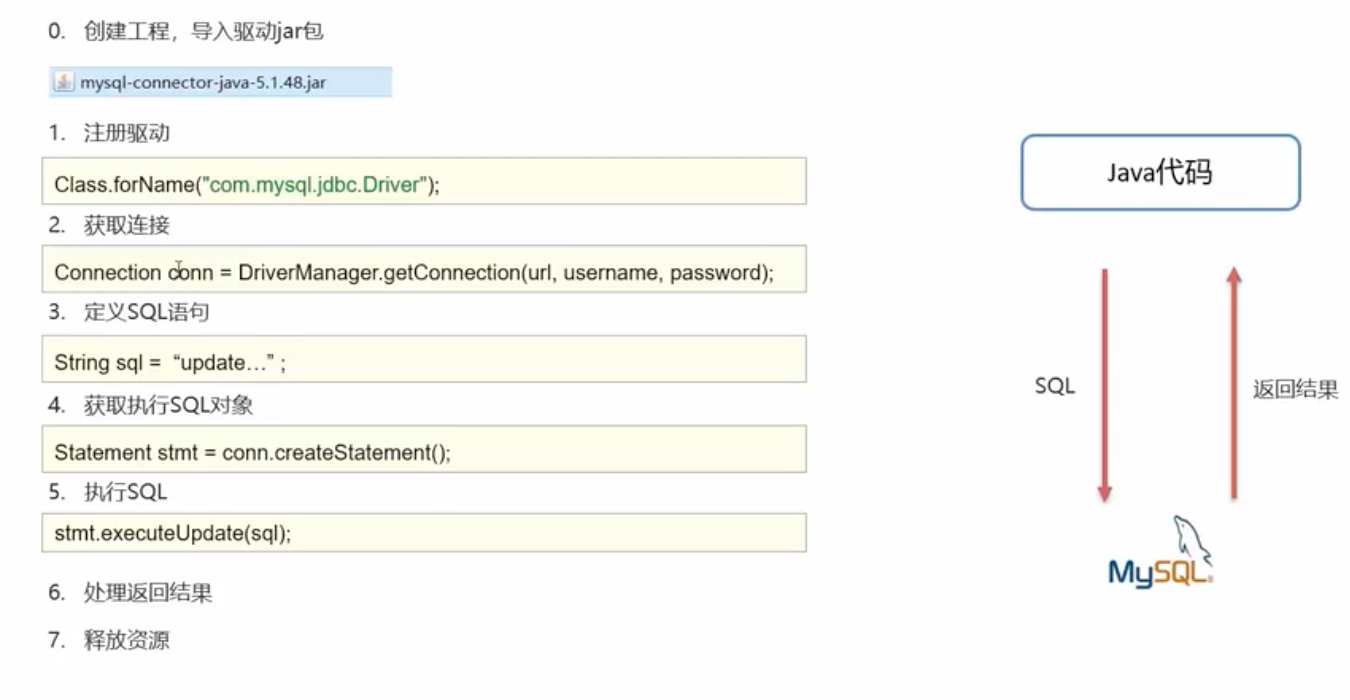 0. 创建工程，导入驱动jar包
mysql-connector-java-5.1.48.jar
1. 注册驱动
Class.forName("com.mysql.jdbc.Driver");
2. 获取连接
Connection conn = DriverManager.getConnection(url, username, password);
3. 定义SQL语句
String sql = “update…” ;
4. 获取执行SQL对象
Statement stmt = conn.createStatement();
5. 执行SQL
stmt.executeUpdate(sql);
6. 处理返回结果
7. 释放资源
Java代码
SQL
返回结果
MySQL